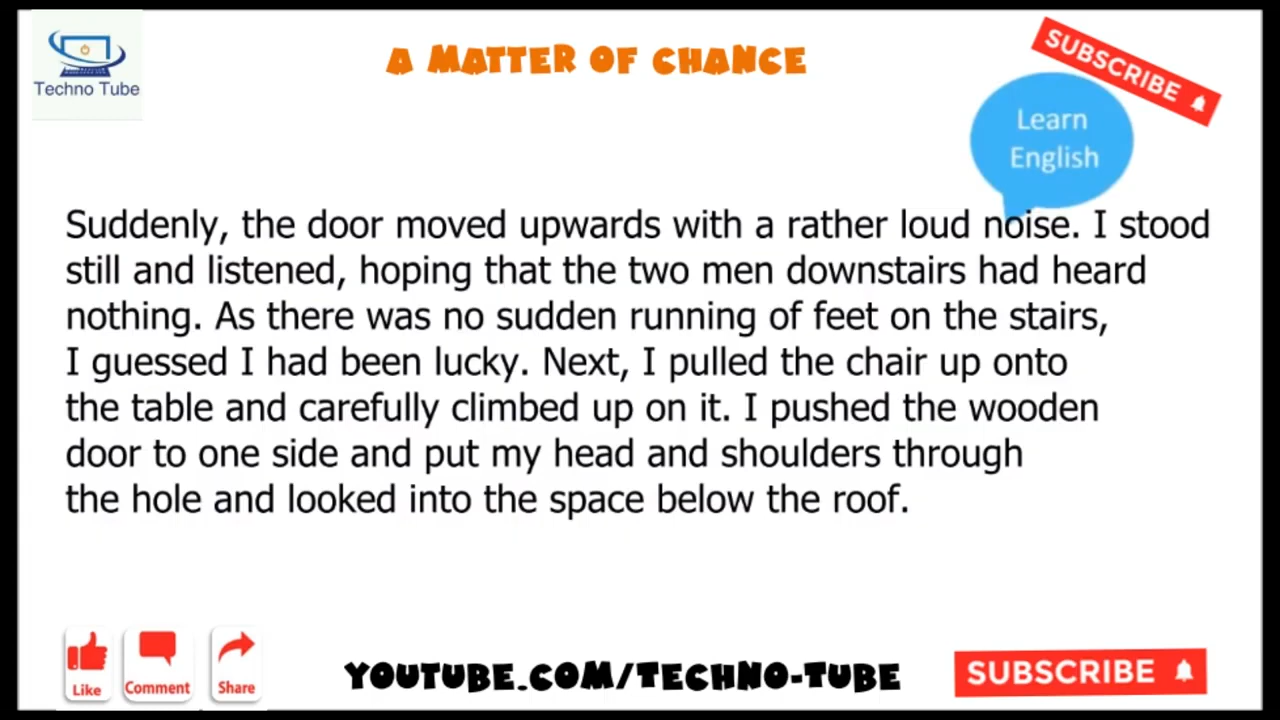 Techno Tube
A MATTER OF CHANCE
SUBSCRIBE
Learn
English
Suddenly, the door moved upwards with a rather loud noise. I stood
still and listened, hoping that the two men downstairs had heard
nothing. As there was no sudden running of feet on the stairs,
I guessed I had been lucky. Next, I pulled the chair up onto
the table and carefully climbed up on it. I pushed the wooden
door to one side and put my head and shoulders through
the hole and looked into the space below the roof.
Like
Comment
Share
YOUTUBE.COM/TECHNO-TUBE
SUBSCRIBE